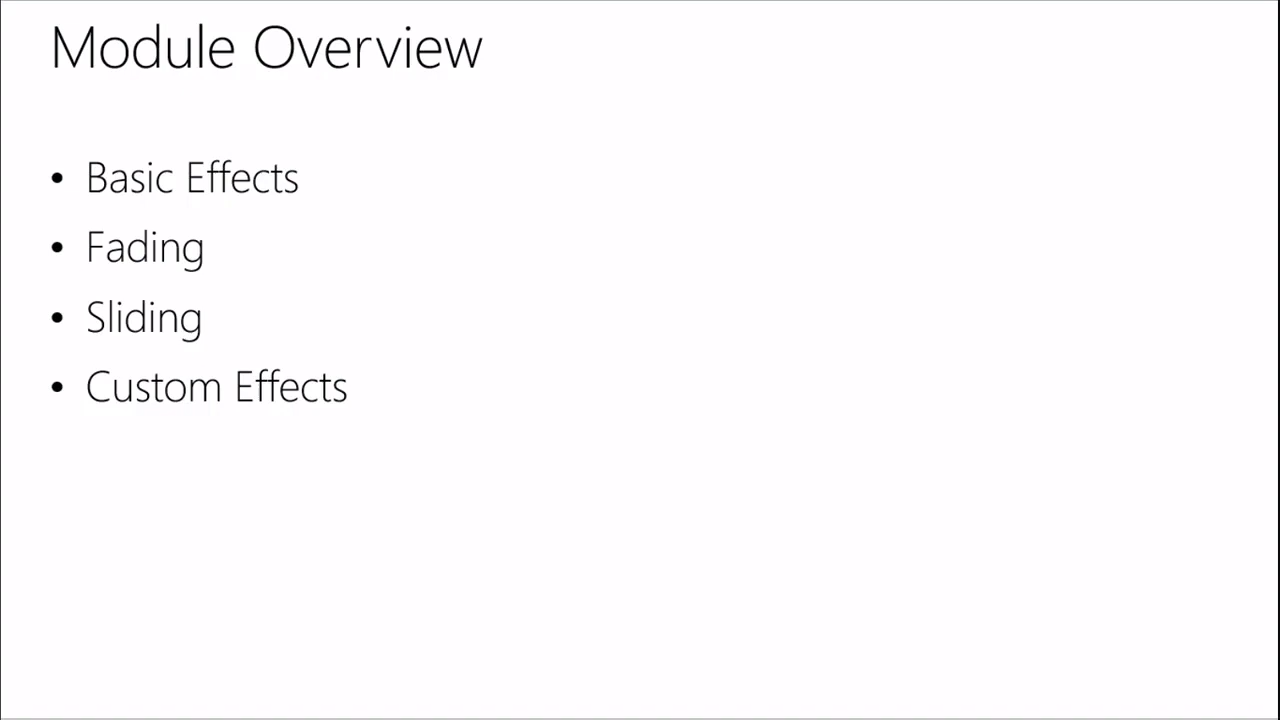 Module Overview
• Basic Effects
• Fading
• Sliding
• Custom Effects